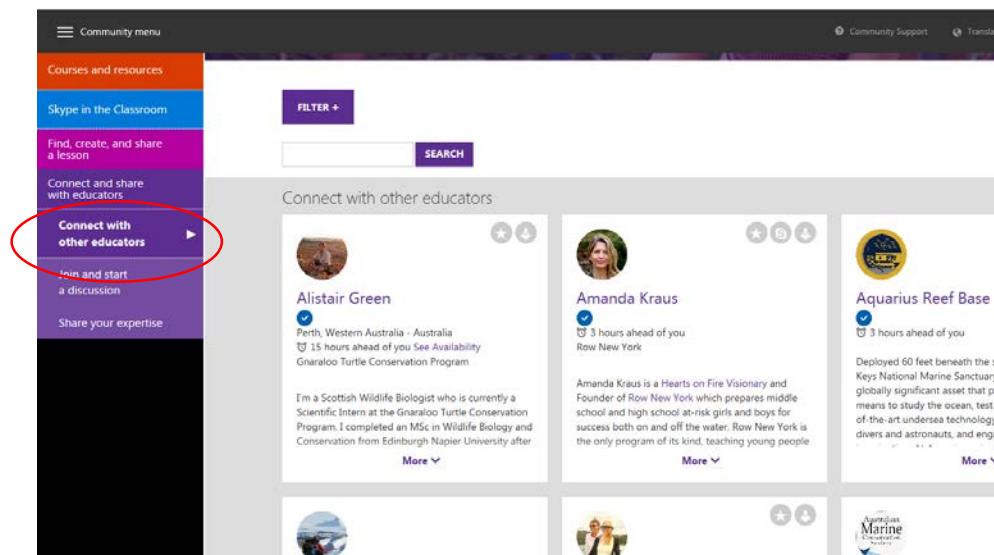 Community menu
Community Support
Courses and resources
Skype in the Classroom
Find, create, and share
a lesson
Connect and share
with educators
Connect with
other educators
Join and start
a discussion
Share your expertise
FILTER +
SEARCH
Connect with other educators
Alistair Green
Perth, Western Australia - Australia
15 hours ahead of you See Availability
Gnaraloo Turtle Conservation Program
I'm a Scottish Wildlife Biologist who is currently a
Scientific Intern at the Gnaraloo Turtle Conservation
Program. I completed an MSc in Wildlife Biology and
Conservation from Edinburgh Napier University after
More
Amanda Kraus
3 hours ahead of you
Row New York
Amanda Kraus is a Hearts on Fire Visionary and
Founder of Row New York which prepares middle
school and high school at-risk girls and boys for
success both on and off the water. Row New York is
the only program of its kind, teaching young people
More
Aquarius Reef Base
3 hours ahead of you
Deployed 60 feet beneath the
Keys National Marine Sanctuary
globally significant asset that
means to study the ocean, test
of-the-art undersea technology
divers and astronauts, and
More
Australian
Marine
Conservation